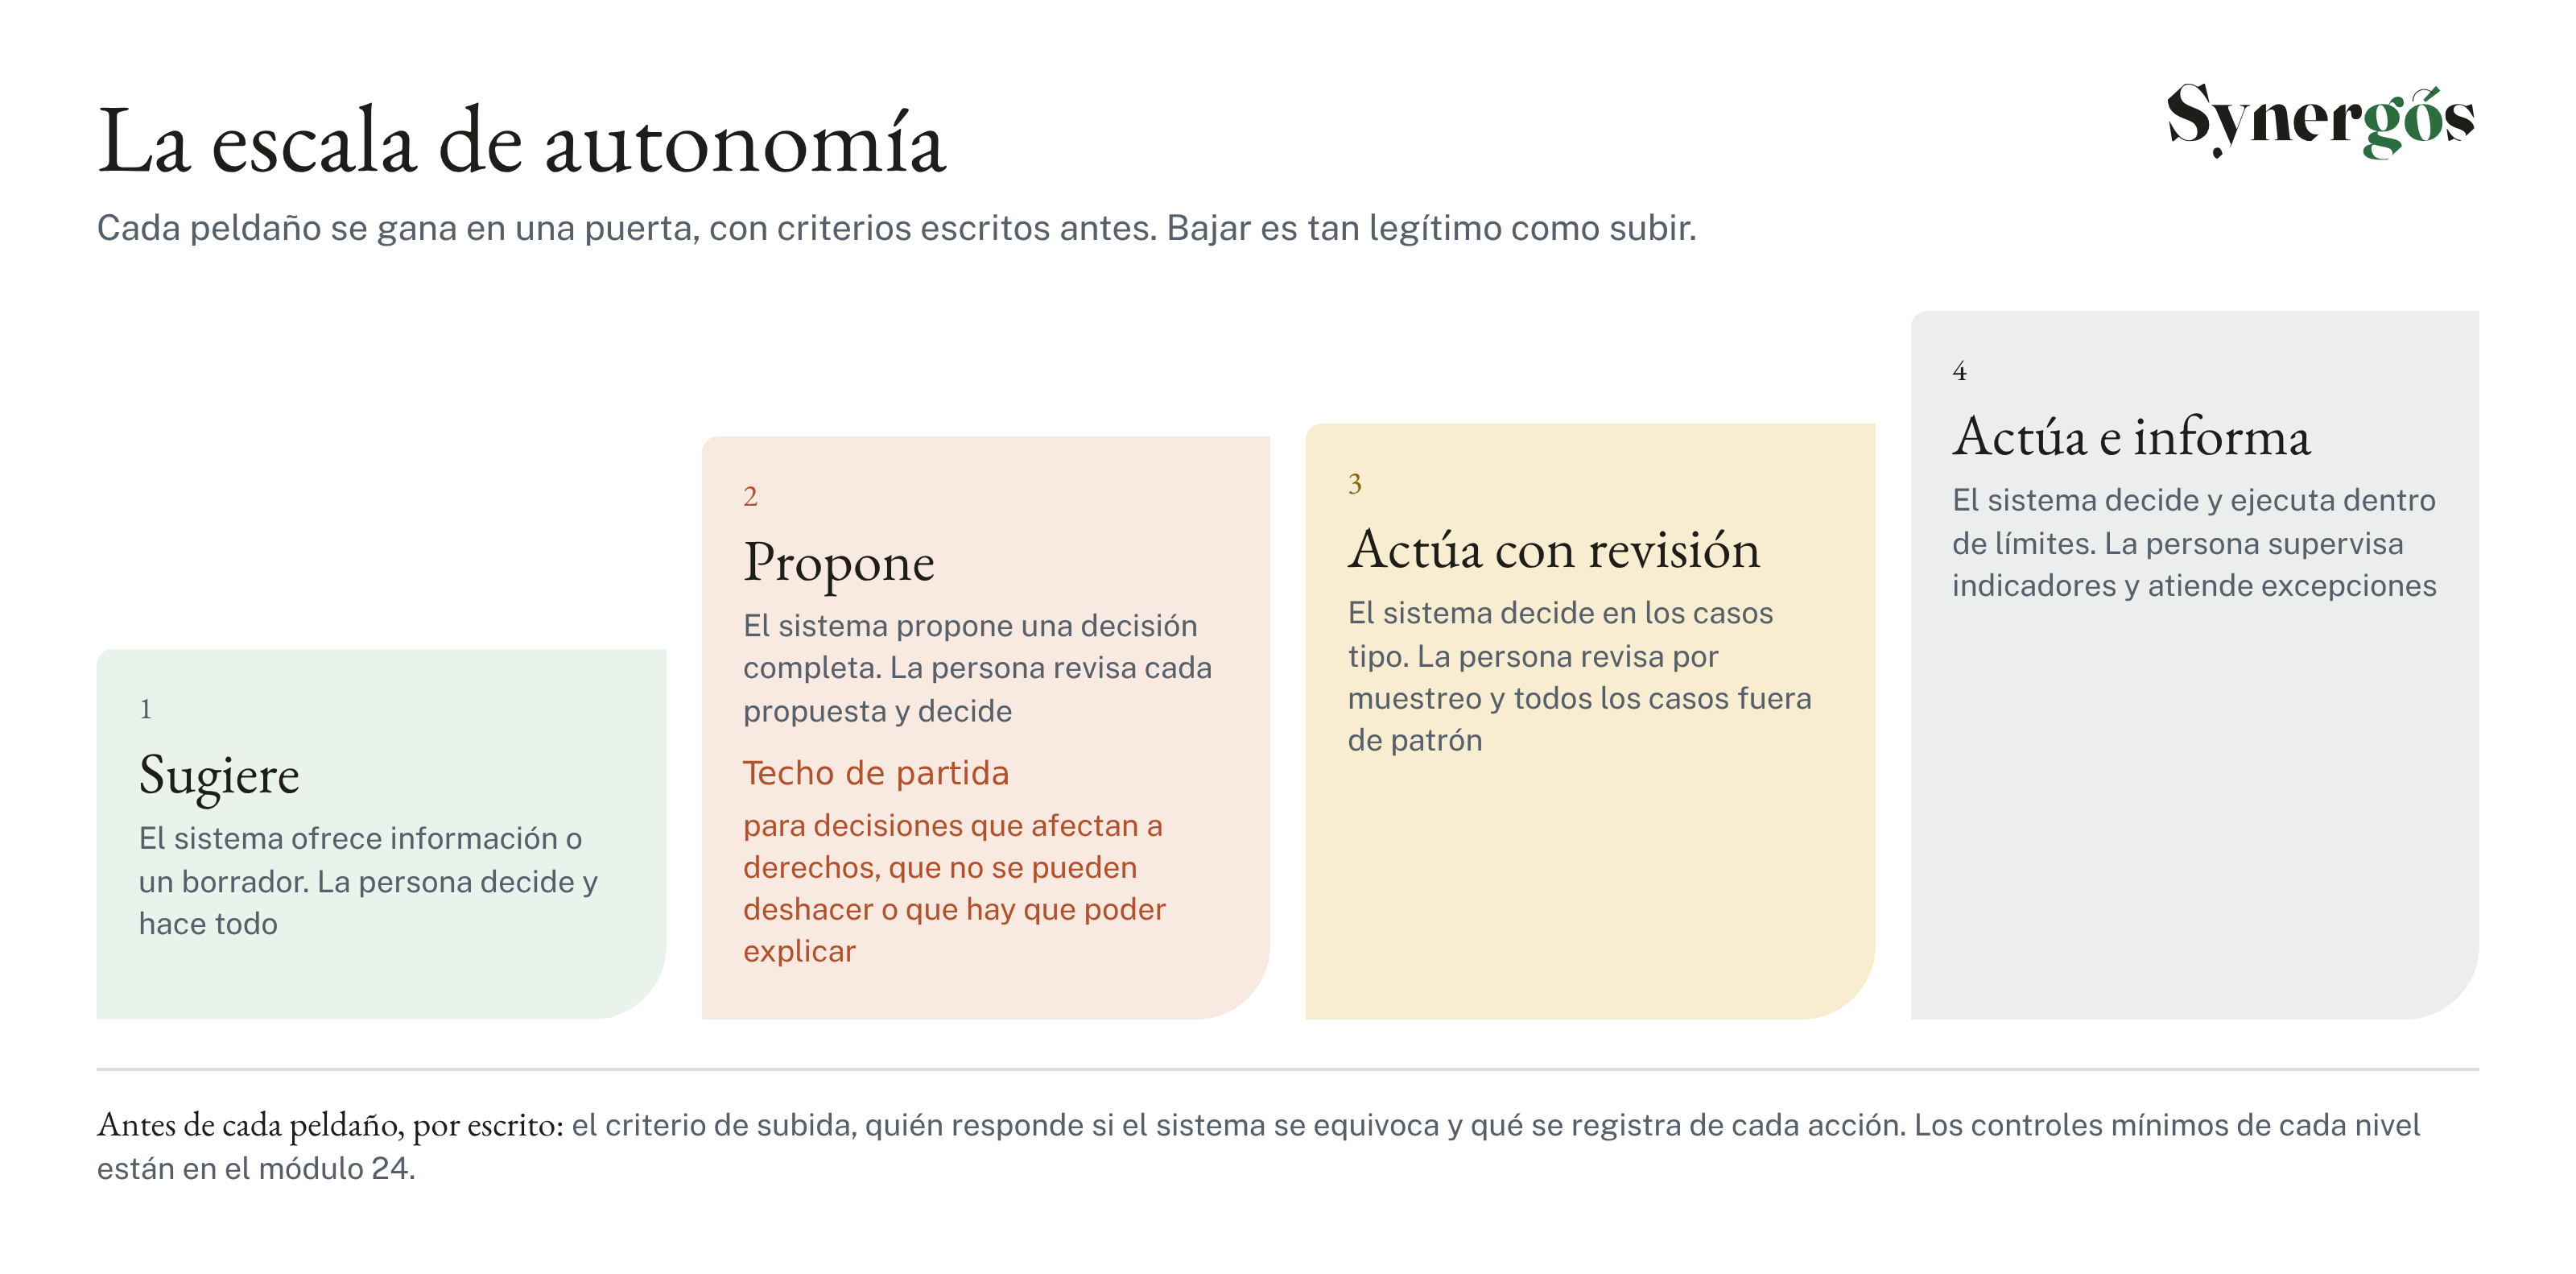 La escala de autonomía
Synergós
Cada peldaño se gana en una puerta, con criterios escritos antes. Bajar es tan legítimo como subir.
1
Sugiere
El sistema ofrece información o
un borrador. La persona decide y
hace todo
2
Propone
El sistema propone una decisión
completa. La persona revisa cada
propuesta y decide
Techo de partida
para decisiones que afectan a
derechos, que no se pueden
deshacer o que hay que poder
explicar
3
Actúa con revisión
El sistema decide en los casos
tipo. La persona revisa por
muestreo y todos los casos fuera
de patrón
4
Actúa e informa
El sistema decide y ejecuta dentro
de límites. La persona supervisa
indicadores y atiende excepciones
Antes de cada peldaño, por escrito: el criterio de subida, quién responde si el sistema se equivoca y qué se registra de cada acción. Los controles mínimos de cada nivel
están en el módulo 24.